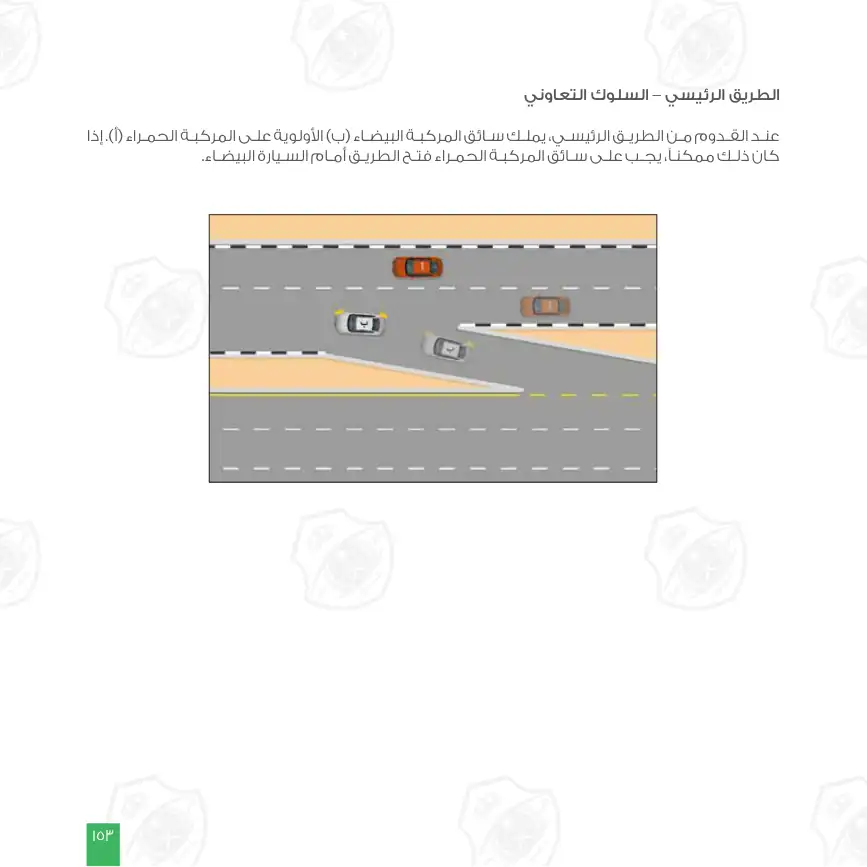 الطريق الرئيسي – السلوك التعاوني
عند القدوم من الطريق الرئيسي، يملك سائق المركبة البيضاء (ب) الأولوية على المركبة الحمراء (أ). إذا
كان ذلك ممكناً، يجب على سائق المركبة الحمراء فتح الطريق أمام السيارة البيضاء.
ب
ب
١٥٣